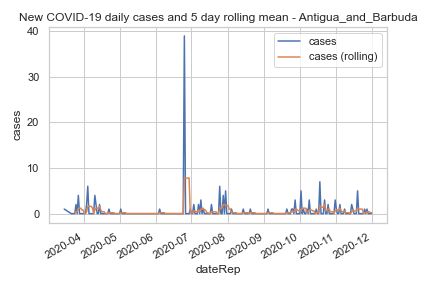 New COVID-19 daily cases and 5 day rolling mean - Antigua_and_Barbuda
cases
cases (rolling)
40
30
20
10
0
cases
2020-04
2020-05
2020-06
2020-07
2020-08
2020-09
2020-10
2020-11
2020-12
dateRep